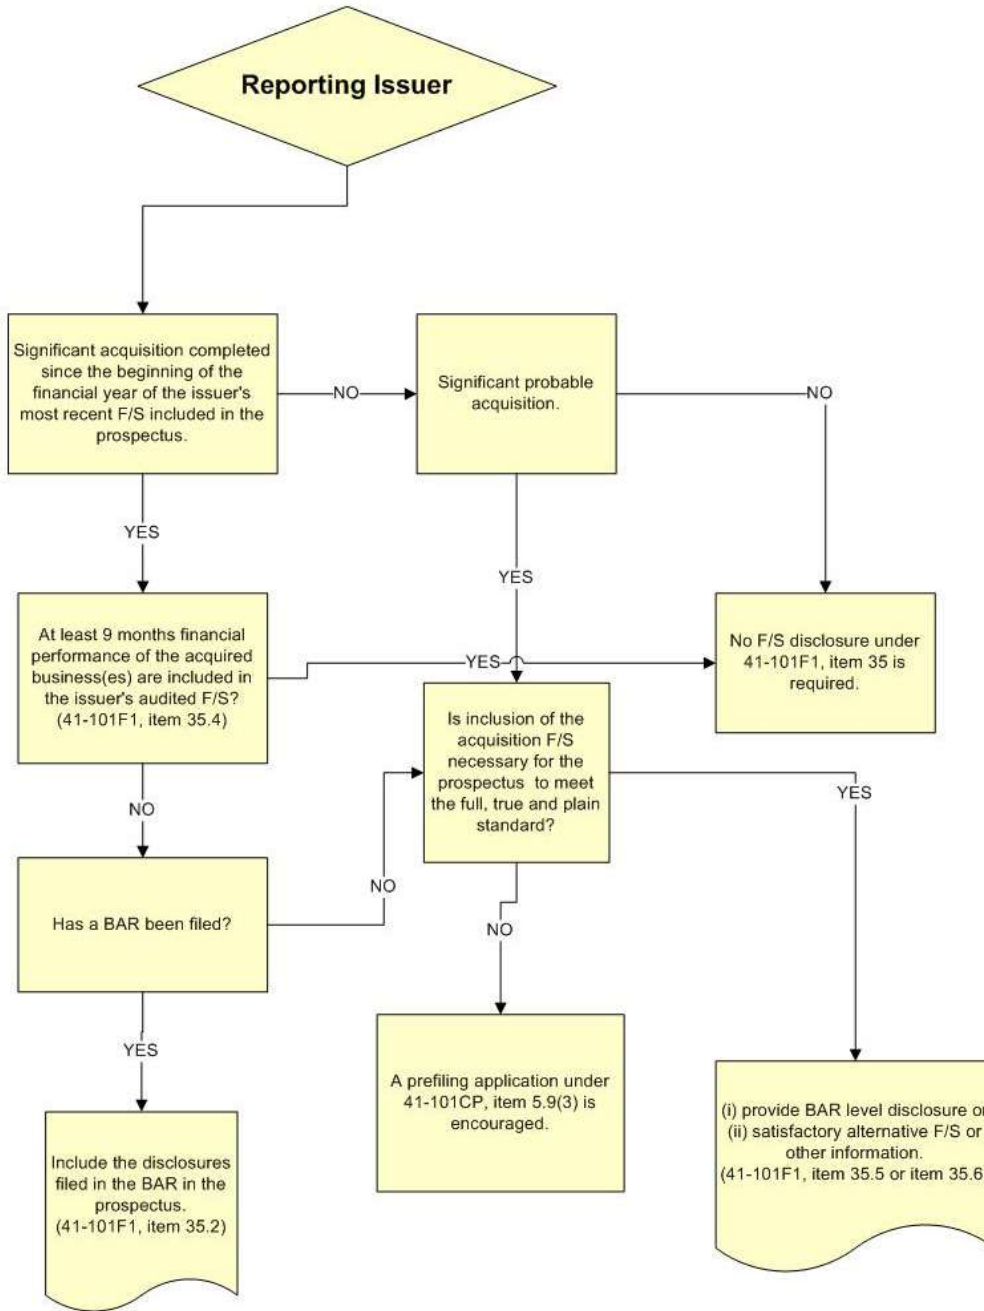 Reporting Issuer
Significant acquisition completed
since the beginning of the
financial year of the issuer's
most recent F/S included in the
prospectus.
NO
Significant probable
acquisition.
NO
YES
YES
At least 9 months financial
performance of the acquired
business(es) are included in
the issuer's audited F/S?
(41-101F1, item 35.4)
YES
No F/S disclosure under
41-101F1, item 35 is
required.
Is inclusion of the
acquisition F/S
necessary for the
prospectus to meet
the full, true and plain
standard?
YES
NO
Has a BAR been filed?
NO
NO
YES
A prefiling application under
41-101CP, item 5.9(3) is
encouraged.
(i) provide BAR level disclosure or
(ii) satisfactory alternative F/S or
other information.
(41-101F1, item 35.5 or item 35.6
Include the disclosures
filed in the BAR in the
prospectus.
(41-101F1, item 35.2)